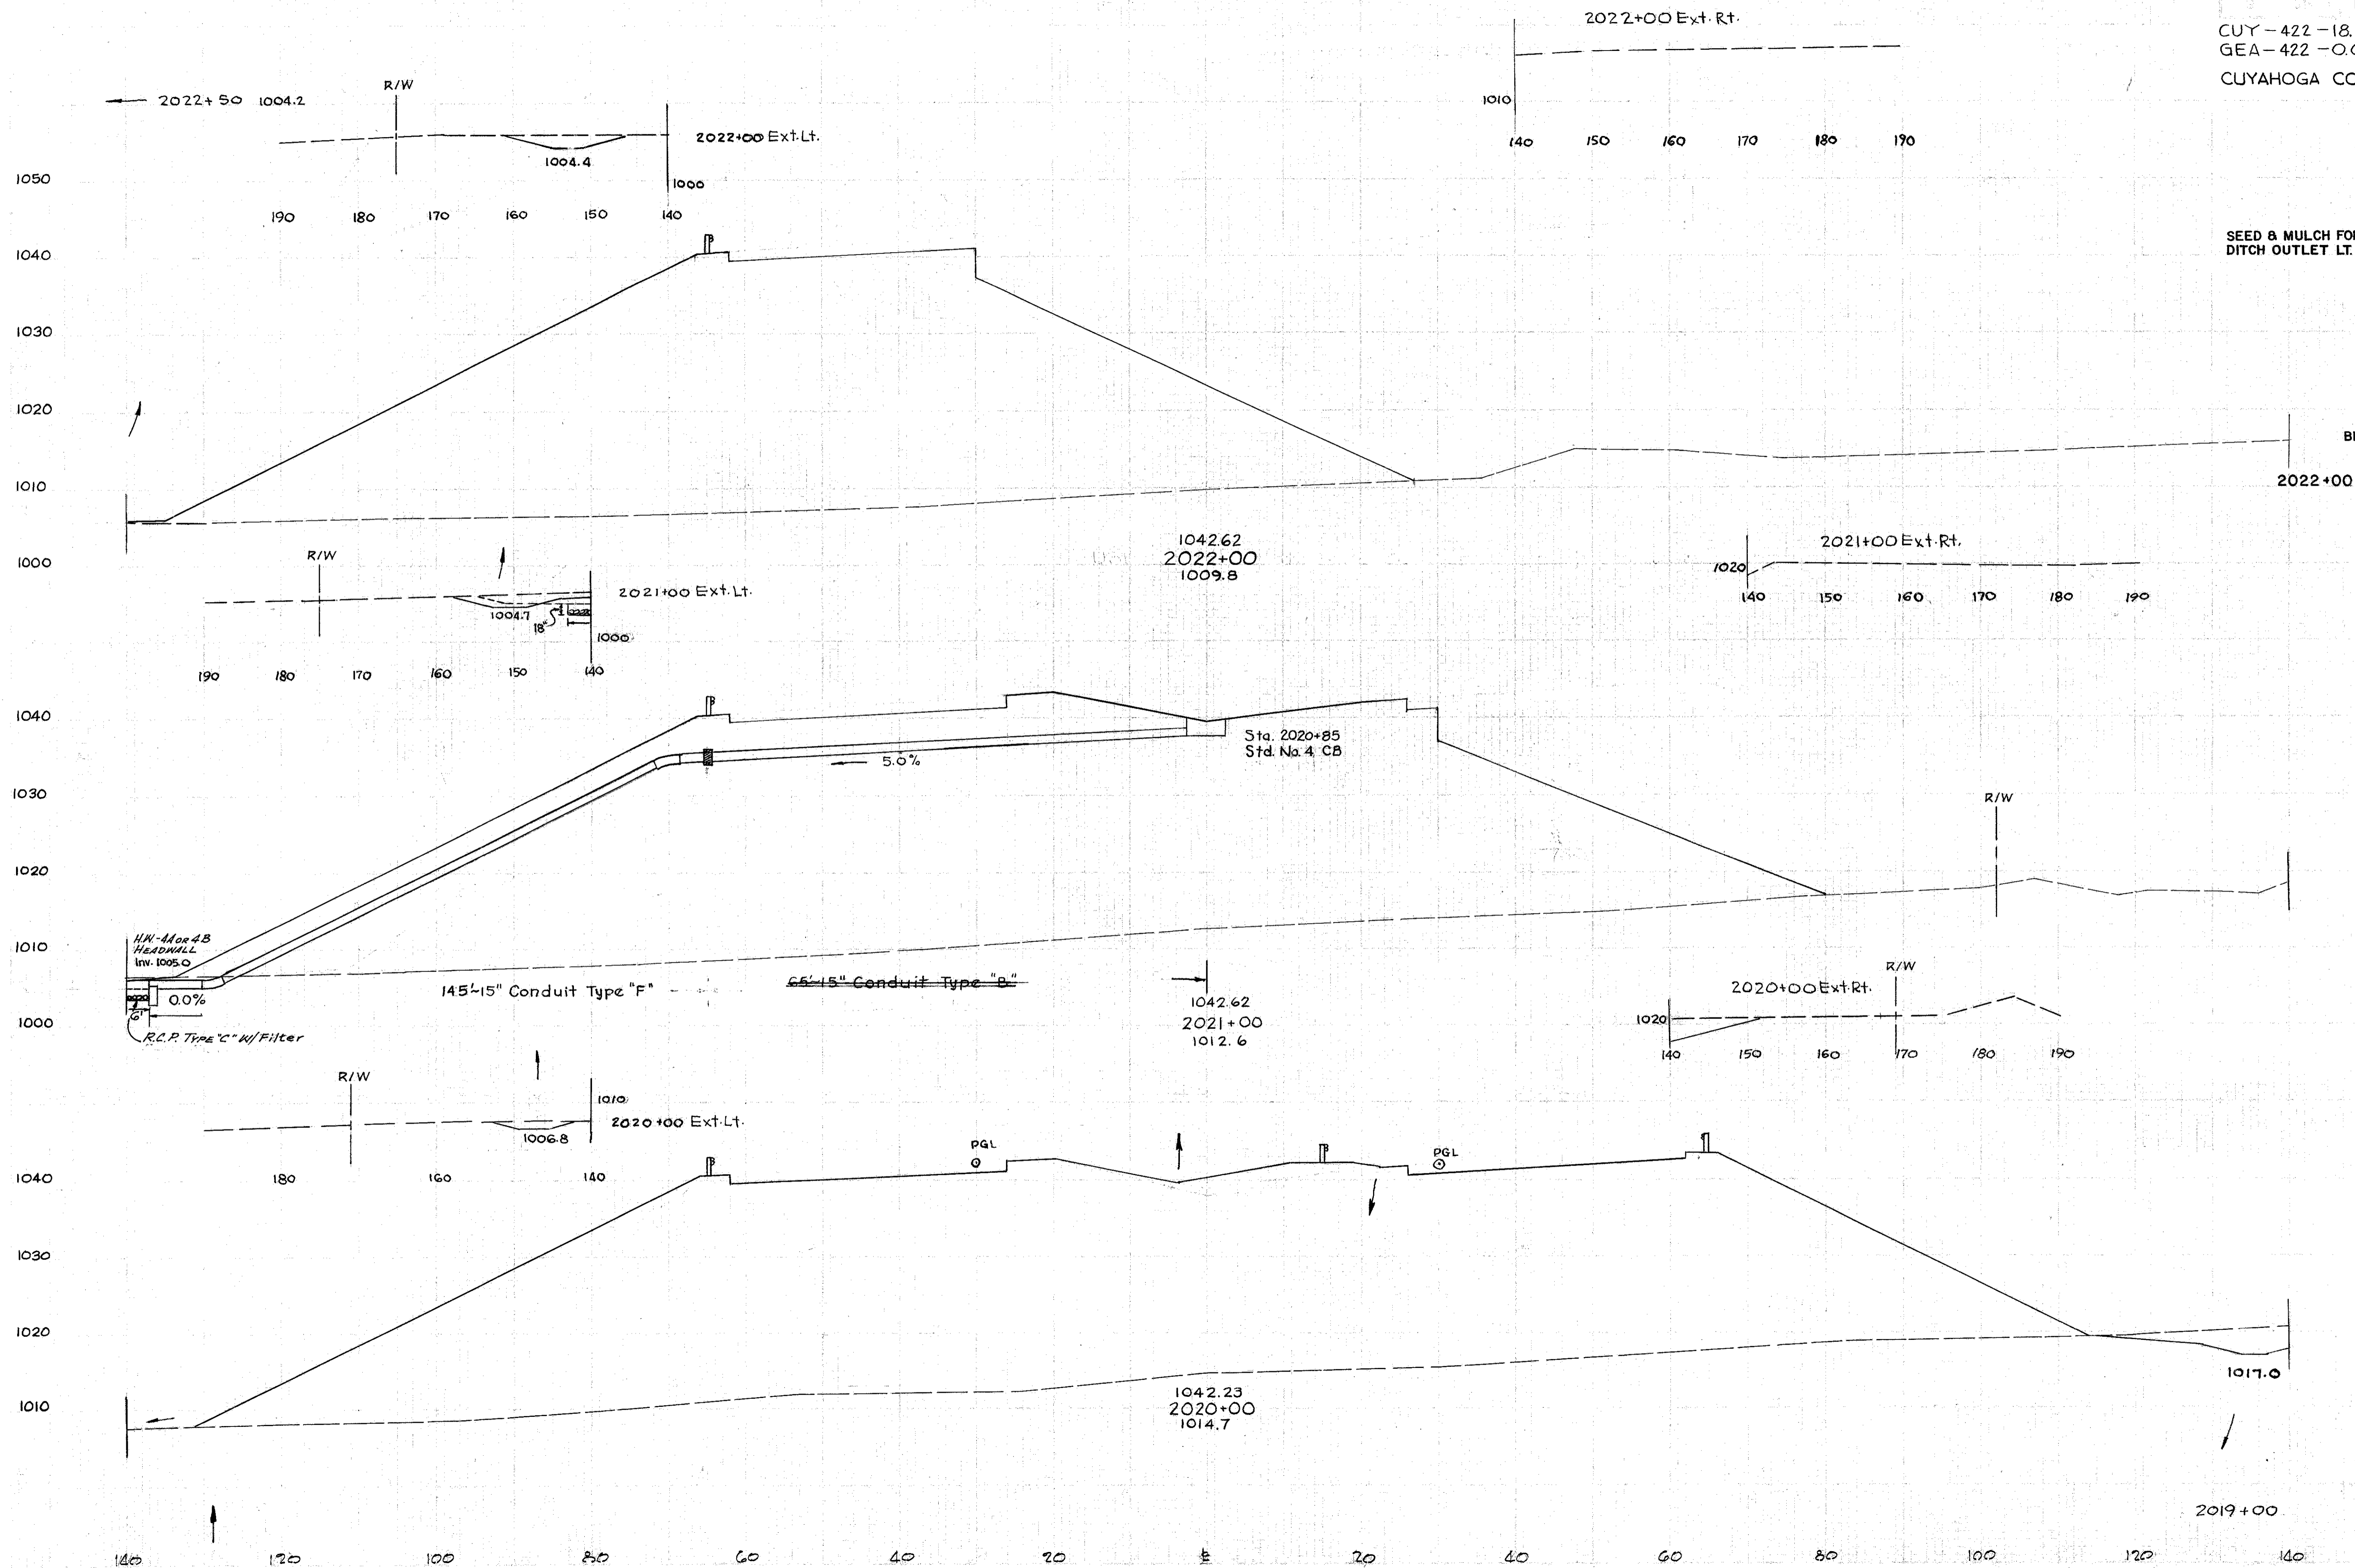 2022+00 Ext. Rt.
CUY-422-18.
GEA-422-0.0
CUYAHOGA CO
R/W
2022+50 1004.2
1010
2022+00 Ext. Lt.
1004.4
140 150 160 170 180 190
1050
1000
190 180 170 160 150 140
SEED & MULCH FOR
DITCH OUTLET LT.
1040
1030
1020
1010
2022+00
1000
1042.62
2022+00
1009.8
R/W
2021+00 Ext. Rt.
1020
2021+00 Ext. Lt.
1004.7
18"
1000
140 150 160 170 180 190
190 180 170 160 150 140
1040
Sta. 2020+85
Std. No. 4 CB
5.0%
1030
R/W
1020
H.W.-4A OR 4B
HEADWALL
Inv. 1005.0
1010
0.0%
6'
145'-15" Conduit Type "F"
65'-15" Conduit Type "B"
1042.62
2021+00
1012.6
1000
R.C.P. TYPE "C" W/Filter
R/W
2020+00 Ext. Rt.
1020
140 150 160 170 180 190
R/W
1010
2020+00 Ext. Lt.
1006.8
PGL
PGL
1040
180 160 140
1030
1020
1017.0
1010
1042.23
2020+00
1014.7
2019+00
140 120 100 80 60 40 20 ℄ 20 40 60 80 100 120 140